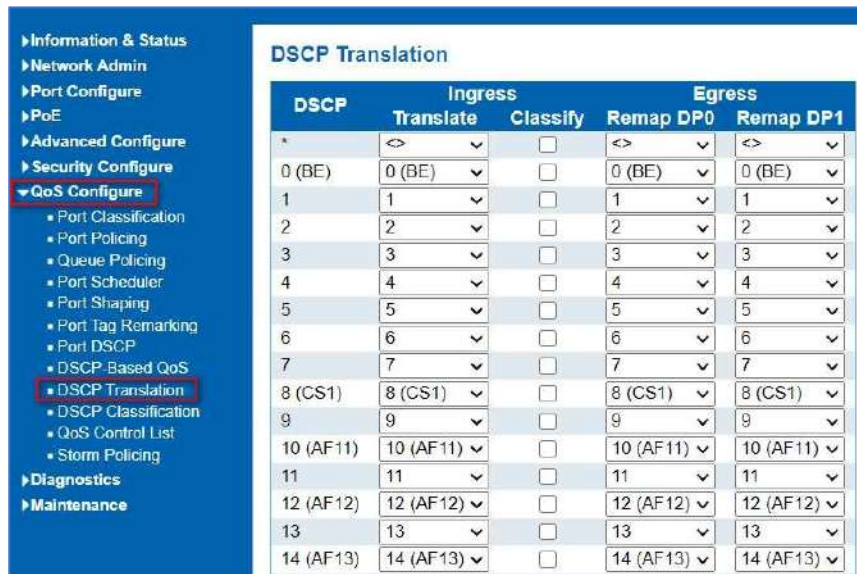 Information & Status
Network Admin
Port Configure
PoE
Advanced Configure
Security Configure
QoS Configure
Port Classification
Port Policing
Queue Policing
Port Scheduler
Port Shaping
Port Tag Remarking
Port DSCP
DSCP-Based QoS
DSCP Translation
DSCP Classification
QoS Control List
Storm Policing
Diagnostics
Maintenance
DSCP Translation
DSCP Ingress Egress
Translate Classify Remap DP0 Remap DP1
* <> <> <>
0 (BE) 0 (BE) 0 (BE) 0 (BE)
1 1 1 1
2 2 2 2
3 3 3 3
4 4 4 4
5 5 5 5
6 6 6 6
7 7 7 7
8 (CS1) 8 (CS1) 8 (CS1) 8 (CS1)
9 9 9 9
10 (AF11) 10 (AF11) 10 (AF11) 10 (AF11)
11 11 11 11
12 (AF12) 12 (AF12) 12 (AF12) 12 (AF12)
13 13 13 13
14 (AF13) 14 (AF13) 14 (AF13) 14 (AF13)